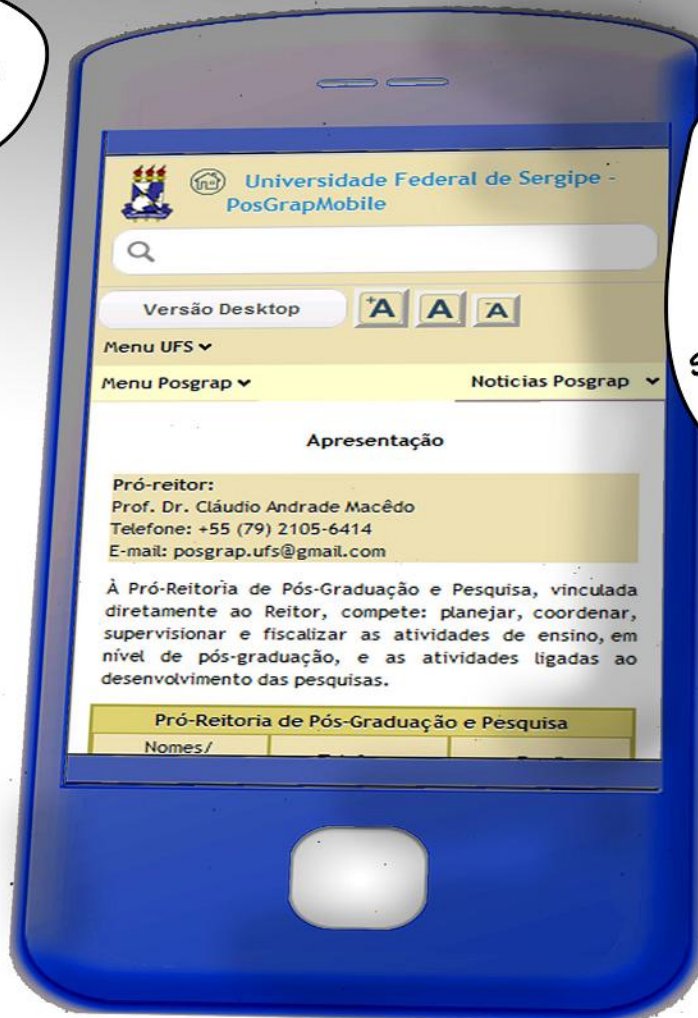 Universidade Federal de Sergipe -
PosGrapMobile
Versão Desktop
+A A -A
Menu UFS
Menu Posgrap
Noticias Posgrap
Apresentação
Pró-reitor:
Prof. Dr. Cláudio Andrade Macêdo
Telefone: +55 (79) 2105-6414
E-mail: posgrap.ufs@gmail.com
À Pró-Reitoria de Pós-Graduação e Pesquisa, vinculada
diretamente ao Reitor, compete: planejar, coordenar,
supervisionar e fiscalizar as atividades de ensino, em
nível de pós-graduação, e as atividades ligadas ao
desenvolvimento das pesquisas.
Pró-Reitoria de Pós-Graduação e Pesquisa
Nomes/